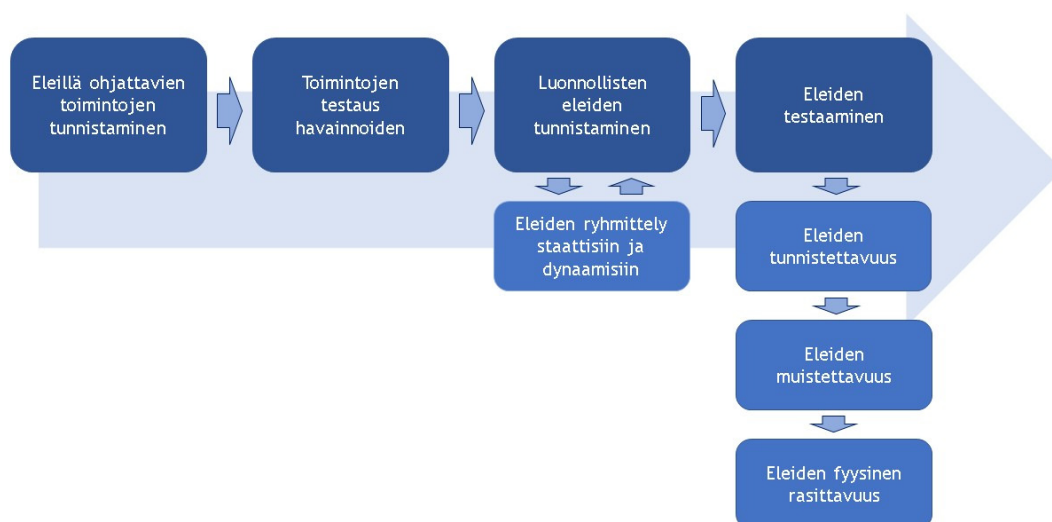 Eleillä ohjattavien
toimintojen
tunnistaminen
Toimintojen
testaus
havainnoiden
Luonnollisten
eleiden
tunnistaminen
Eleiden
testaaminen
Eleiden ryhmittely
staattisiin ja
dynaamisiin
Eleiden
tunnistettavuus
Eleiden
muistettavuus
Eleiden fyysinen
rasittavuus